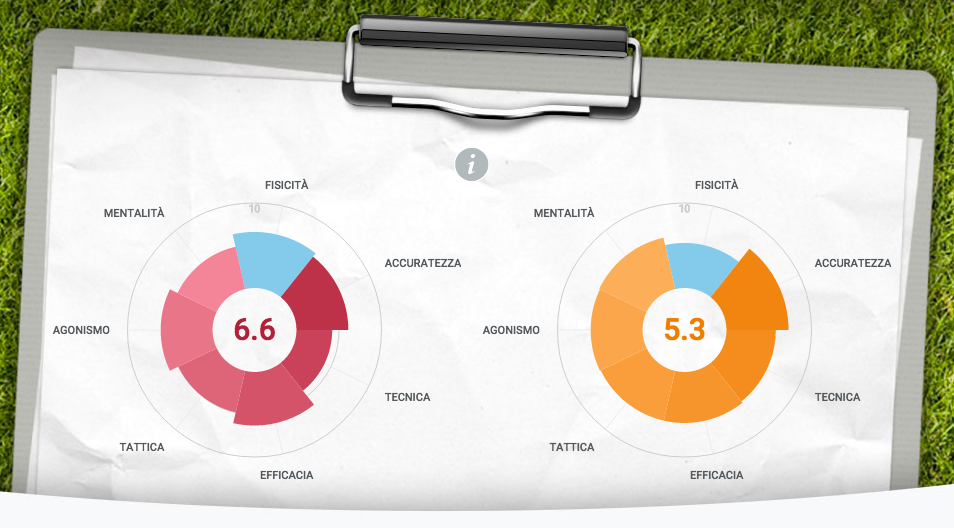 i
FISICITÀ
MENTALITÀ
10
ACCURATEZZA
AGONISMO
6.6
TECNICA
TATTICA
EFFICACIA
FISICITÀ
MENTALITÀ
10
ACCURATEZZA
AGONISMO
5.3
TECNICA
TATTICA
EFFICACIA